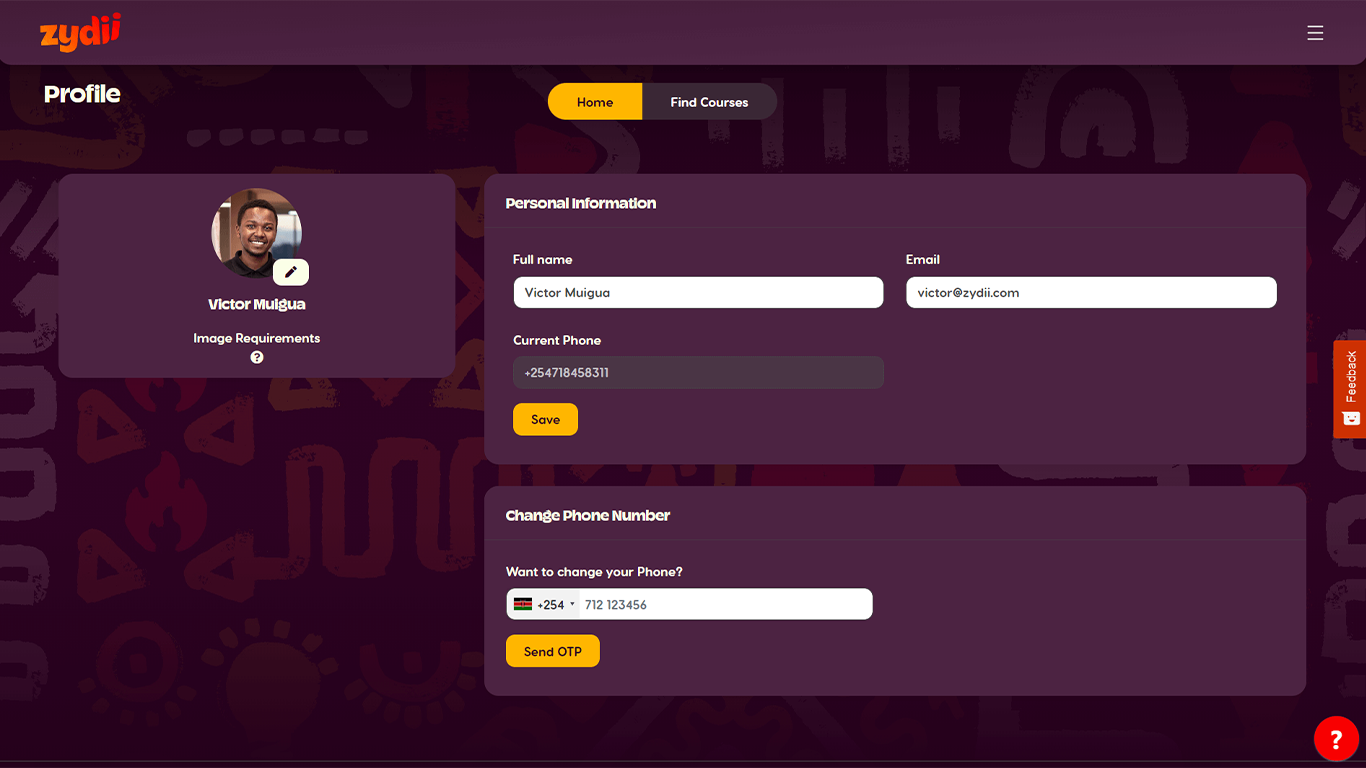 zydii
Profile
Home
Find Courses
Victor Muigua
Image Requirements
?
Personal Information
Full name
Email
Victor Muigua
victor@zydii.com
Current Phone
+254718458311
Save
Feedback
Change Phone Number
Want to change your Phone?
+254 712 123456
Send OTP
?